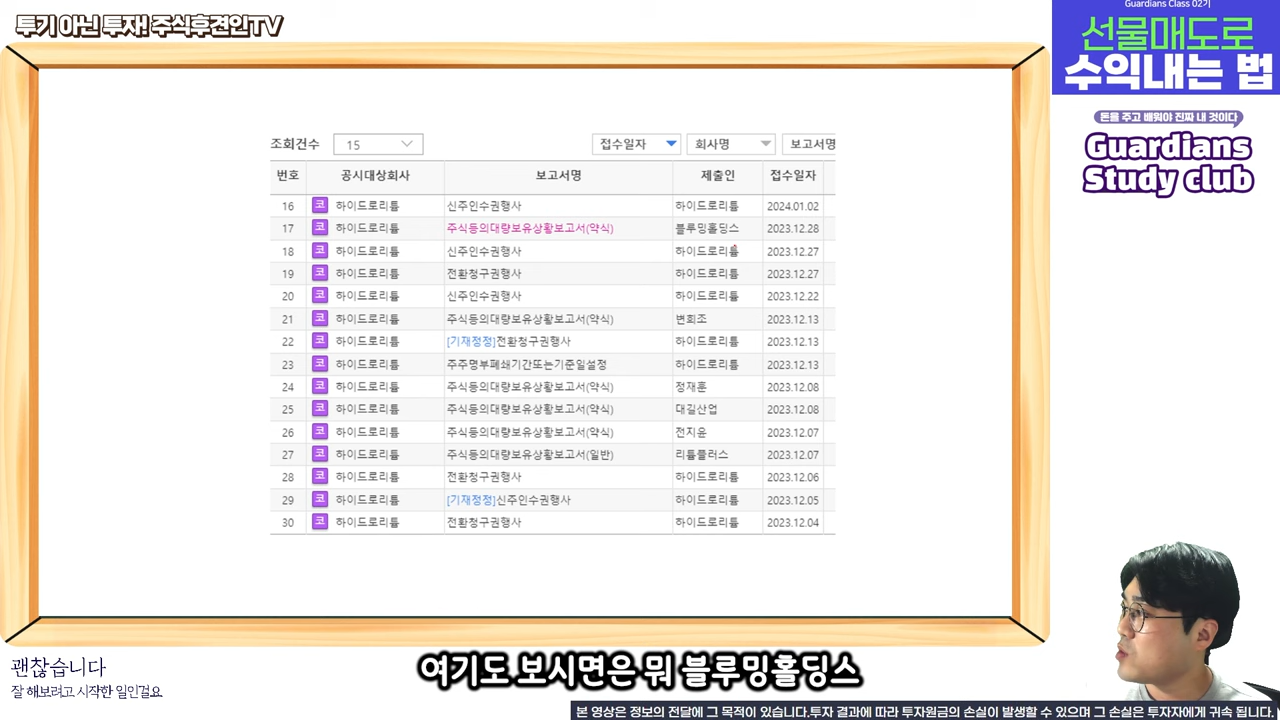 투기 아닌 투자! 주식후견인TV
Guardians Class 02기
선물매도로
수익내는 법
돈을 주고 배워야 진짜 내 것이다
Guardians
Study club
조회건수 15 접수일자 회사명 보고서명
번호 공시대상회사 보고서명 제출인 접수일자
16 코 하이드로리튬 신주인수권행사 하이드로리튬 2024.01.02
17 코 하이드로리튬 주식등의대량보유상황보고서(약식) 블루밍홀딩스 2023.12.28
18 코 하이드로리튬 신주인수권행사 하이드로리튬 2023.12.27
19 코 하이드로리튬 전환청구권행사 하이드로리튬 2023.12.27
20 코 하이드로리튬 신주인수권행사 하이드로리튬 2023.12.22
21 코 하이드로리튬 주식등의대량보유상황보고서(약식) 변희조 2023.12.13
22 코 하이드로리튬 [기재정정]전환청구권행사 하이드로리튬 2023.12.13
23 코 하이드로리튬 주주명부폐쇄기간또는기준일설정 하이드로리튬 2023.12.13
24 코 하이드로리튬 주식등의대량보유상황보고서(약식) 정재훈 2023.12.08
25 코 하이드로리튬 주식등의대량보유상황보고서(약식) 대길산업 2023.12.08
26 코 하이드로리튬 주식등의대량보유상황보고서(약식) 전지윤 2023.12.07
27 코 하이드로리튬 주식등의대량보유상황보고서(일반) 리튬플러스 2023.12.07
28 코 하이드로리튬 전환청구권행사 하이드로리튬 2023.12.06
29 코 하이드로리튬 [기재정정]신주인수권행사 하이드로리튬 2023.12.05
30 코 하이드로리튬 전환청구권행사 하이드로리튬 2023.12.04
괜찮습니다
잘 해보려고 시작한 일인걸요
여기도 보시면은 뭐 블루밍홀딩스
본 영상은 정보의 전달에 그 목적이 있습니다.투자 결과에 따라 투자원금의 손실이 발생할 수 있으며 그 손실은 투자자에게 귀속 됩니다.